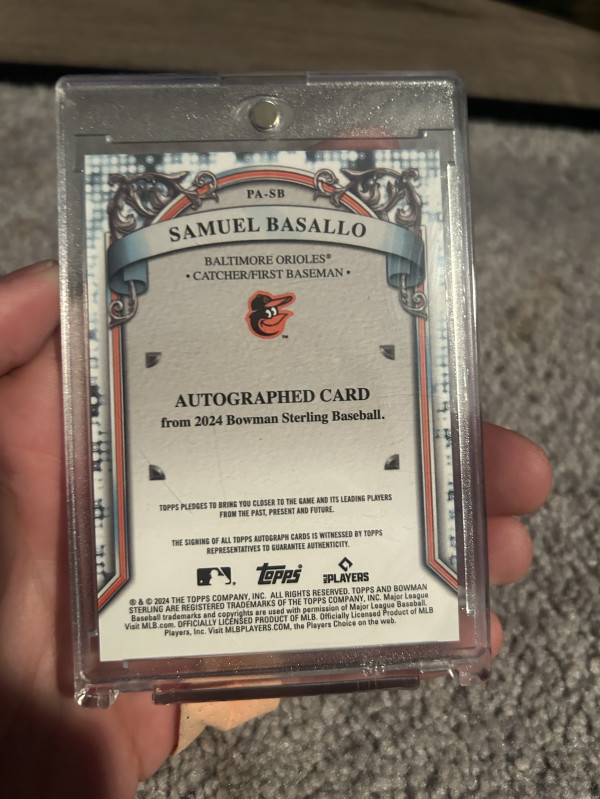 PA-SB
SAMUEL BASALLO
BALTIMORE ORIOLES®
• CATCHER/FIRST BASEMAN •
TM
AUTOGRAPHED CARD
from 2024 Bowman Sterling Baseball.
TOPPS PLEDGES TO BRING YOU CLOSER TO THE GAME AND ITS LEADING PLAYERS
FROM THE PAST, PRESENT AND FUTURE.
THE SIGNING OF ALL TOPPS AUTOGRAPH CARDS IS WITNESSED BY TOPPS
REPRESENTATIVES TO GUARANTEE AUTHENTICITY.
Topps MLB PLAYERS
® & © 2024 THE TOPPS COMPANY, INC. ALL RIGHTS RESERVED. TOPPS AND BOWMAN
STERLING ARE REGISTERED TRADEMARKS OF THE TOPPS COMPANY, INC. Major League
Baseball trademarks and copyrights are used with permission of Major League Baseball.
Visit MLB.com. OFFICIALLY LICENSED PRODUCT OF MLB. Officially Licensed Product of MLB
Players, Inc. Visit MLBPLAYERS.COM, the Players Choice on the web.